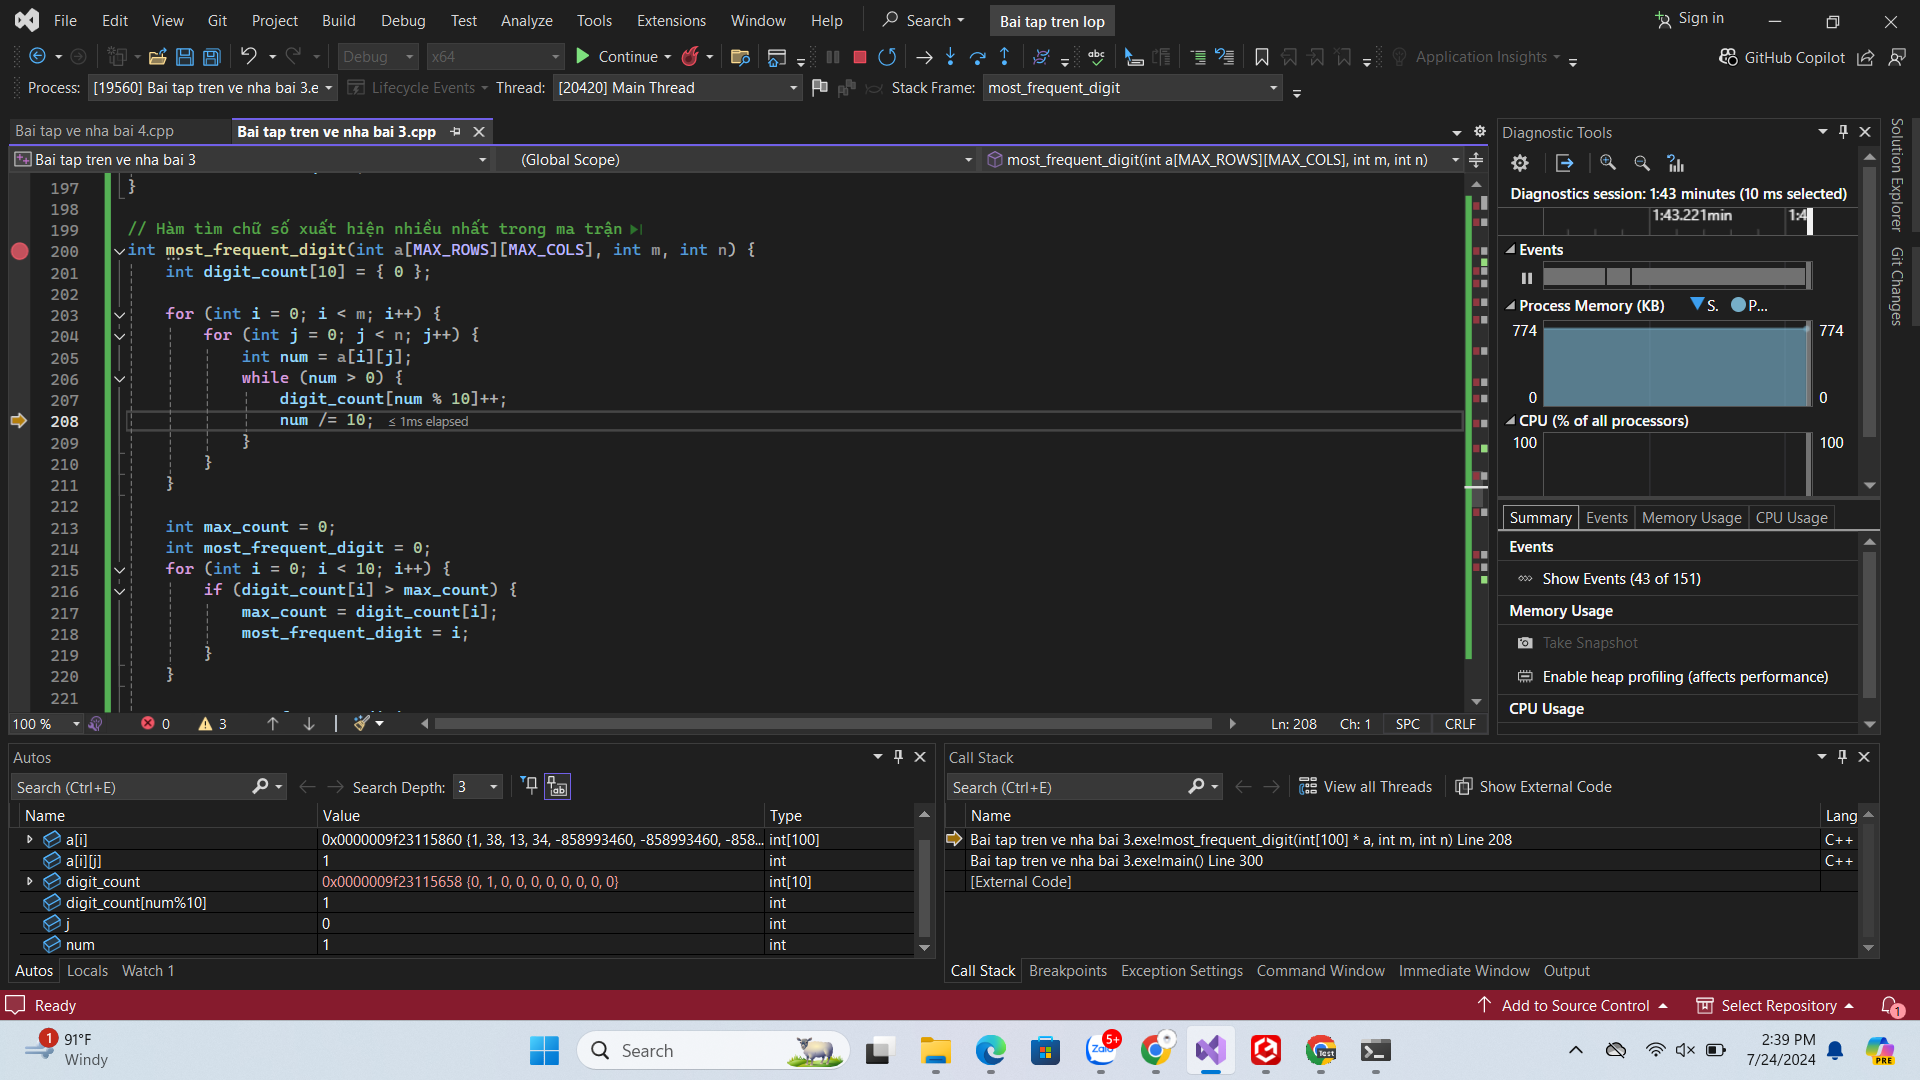 File Edit View Git Project Build Debug Test Analyze Tools Extensions Window Help Search Bai tap tren lop Sign in
Debug x64 Continue Application Insights GitHub Copilot
Process: [19560] Bai tap tren ve nha bai 3.e Lifecycle Events Thread: [20420] Main Thread Stack Frame: most_frequent_digit
Bai tap ve nha bai 4.cpp Bai tap tren ve nha bai 3.cpp
Bai tap tren ve nha bai 3 (Global Scope) most_frequent_digit(int a[MAX_ROWS][MAX_COLS], int m, int n)
197 }
198
199 // Hàm tìm chữ số xuất hiện nhiều nhất trong ma trận
200 int most_frequent_digit(int a[MAX_ROWS][MAX_COLS], int m, int n) {
201 int digit_count[10] = { 0 };
202
203 for (int i = 0; i < m; i++) {
204 for (int j = 0; j < n; j++) {
205 int num = a[i][j];
206 while (num > 0) {
207 digit_count[num % 10]++;
208 num /= 10; ≤ 1ms elapsed
209 }
210 }
211 }
212
213 int max_count = 0;
214 int most_frequent_digit = 0;
215 for (int i = 0; i < 10; i++) {
216 if (digit_count[i] > max_count) {
217 max_count = digit_count[i];
218 most_frequent_digit = i;
219 }
220 }
221
100 % 0 3 Ln: 208 Ch: 1 SPC CRLF
Diagnostic Tools
Diagnostics session: 1:43 minutes (10 ms selected)
1:43.221min 1:4
Events
Process Memory (KB) S. P...
774 774
0 0
CPU (% of all processors)
100 100
Summary Events Memory Usage CPU Usage
Events
Show Events (43 of 151)
Memory Usage
Take Snapshot
Enable heap profiling (affects performance)
CPU Usage
Solution Explorer
Git Changes
Autos
Search (Ctrl+E) Search Depth: 3
Name Value Type
a[i] 0x0000009f23115860 {1, 38, 13, 34, -858993460, -858993460, -858... int[100]
a[i][j] 1 int
digit_count 0x0000009f23115658 {0, 1, 0, 0, 0, 0, 0, 0, 0, 0} int[10]
digit_count[num%10] 1 int
j 0 int
num 1 int
Autos Locals Watch 1
Call Stack
Search (Ctrl+E) View all Threads Show External Code
Name Lang
Bai tap tren ve nha bai 3.exe!most_frequent_digit(int[100] * a, int m, int n) Line 208 C++
Bai tap tren ve nha bai 3.exe!main() Line 300 C++
[External Code]
Call Stack Breakpoints Exception Settings Command Window Immediate Window Output
Ready Add to Source Control Select Repository 1
1 91°F
Windy
Search
Zalo 5+
Test
PRE
2:39 PM
7/24/2024